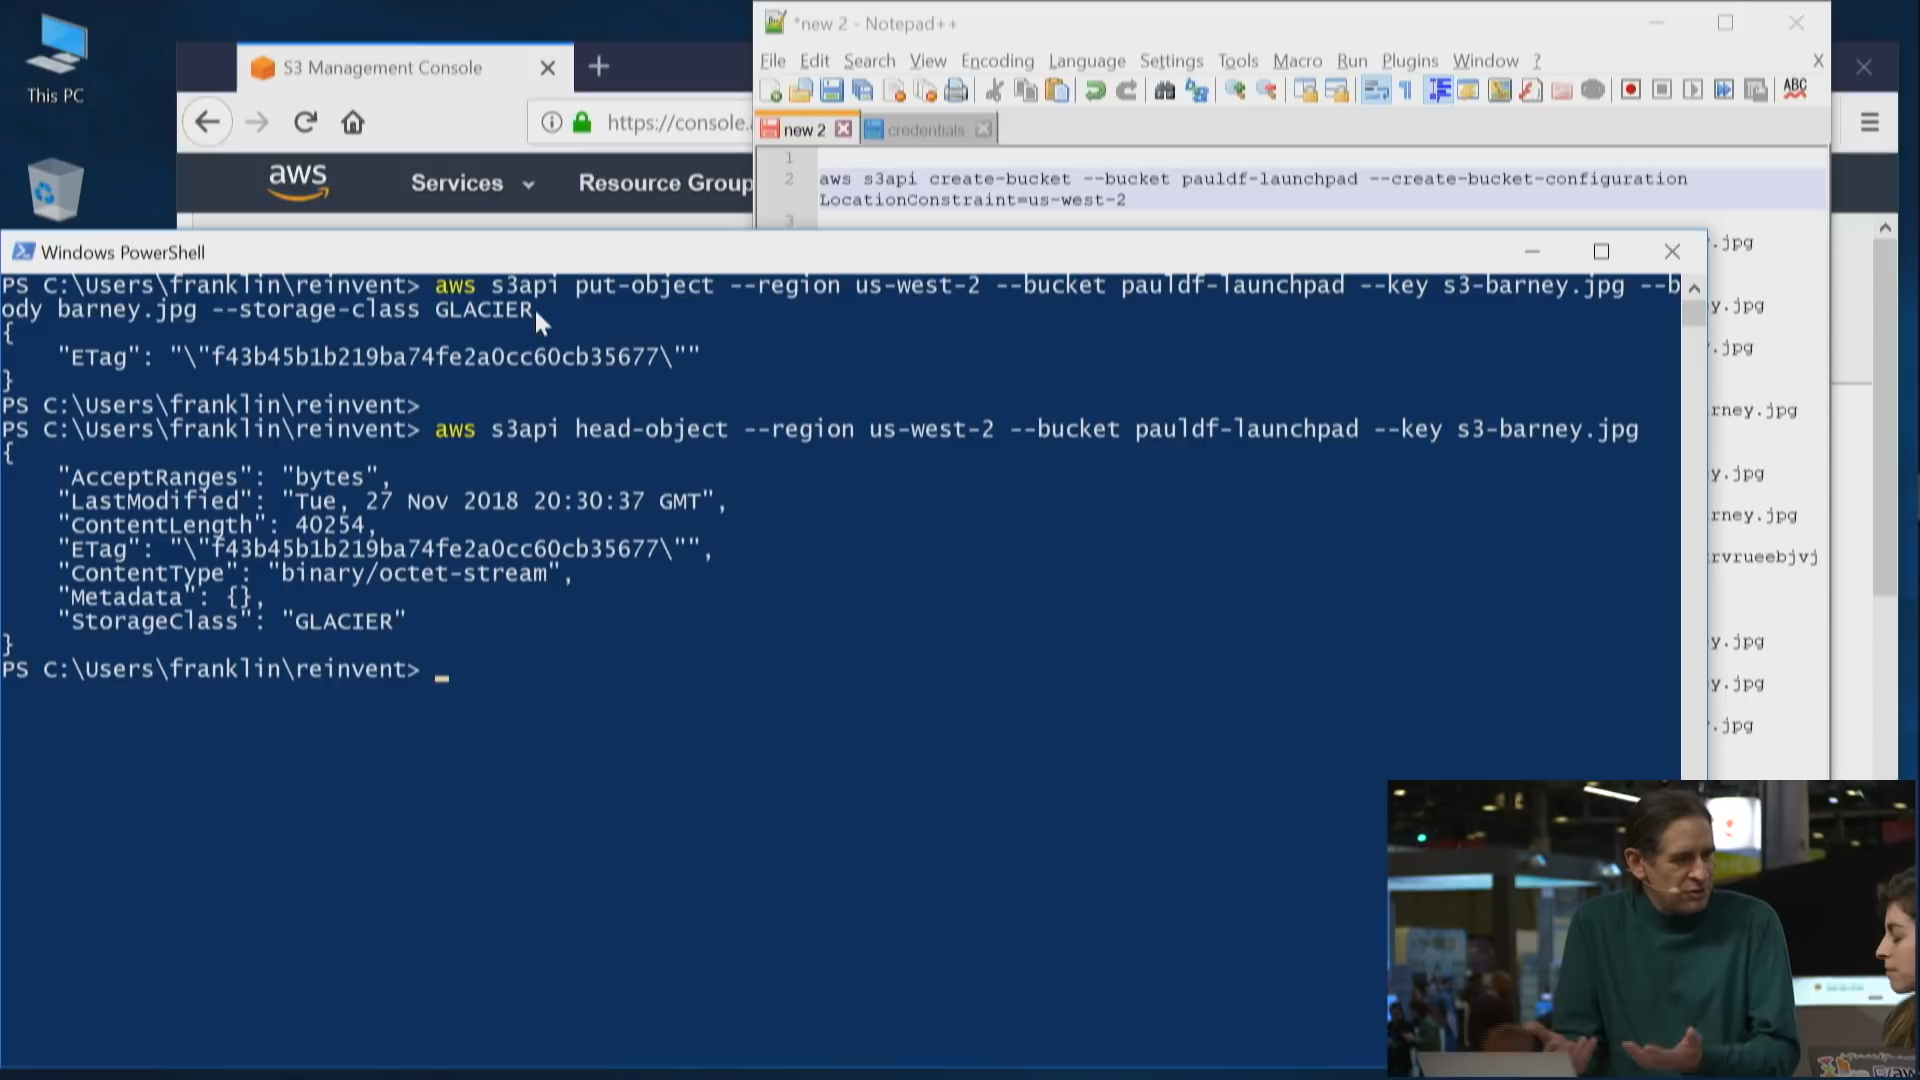 This PC
S3 Management Console
https://console.
aws
Services
Resource Group
*new 2 - Notepad++
File Edit Search View Encoding Language Settings Tools Macro Run Plugins Window ?
X
ABC
new 2
credentials
1
2 aws s3api create-bucket --bucket pauldf-launchpad --create-bucket-configuration
LocationConstraint=us-west-2
3
Windows PowerShell
PS C:\Users\franklin\reinvent> aws s3api put-object --region us-west-2 --bucket pauldf-launchpad --key s3-barney.jpg --b
ody barney.jpg --storage-class GLACIER
{
"ETag": "\"f43b45b1b219ba74fe2a0cc60cb35677\""
}
PS C:\Users\franklin\reinvent>
PS C:\Users\franklin\reinvent> aws s3api head-object --region us-west-2 --bucket pauldf-launchpad --key s3-barney.jpg
{
"AcceptRanges": "bytes",
"LastModified": "Tue, 27 Nov 2018 20:30:37 GMT",
"ContentLength": 40254,
"ETag": "\"f43b45b1b219ba74fe2a0cc60cb35677\"",
"ContentType": "binary/octet-stream",
"Metadata": {},
"StorageClass": "GLACIER"
}
PS C:\Users\franklin\reinvent> _
.jpg
y.jpg
.jpg
rney.jpg
y.jpg
rney.jpg
rvrueebjvj
y.jpg
y.jpg
.jpg